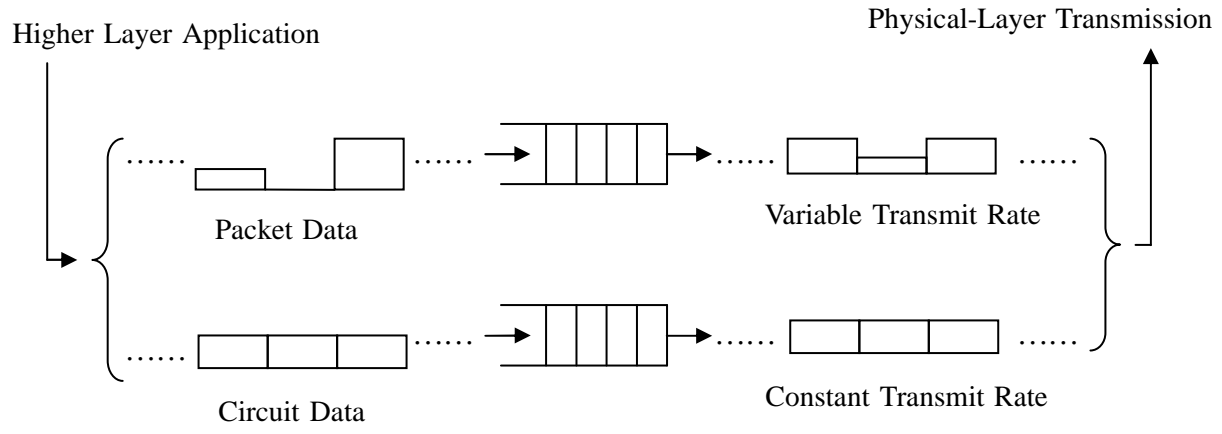 Physical-Layer Transmission
Higher Layer Application
...... ...... ...... ......
Packet Data
Variable Transmit Rate
...... ...... ...... ......
Circuit Data
Constant Transmit Rate